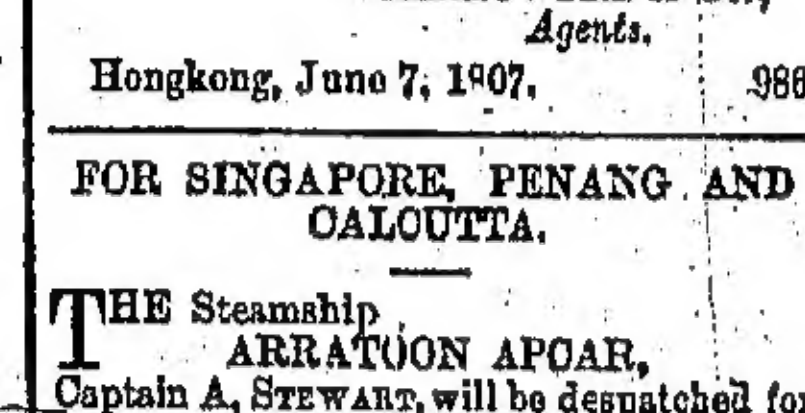 Agents.
Hongkong, June 7, 1907. 986
FOR SINGAPORE, PENANG AND
CALCUTTA.
THE Steamship
ARRATOON APCAR,
Captain A. STEWART, will be despatched for